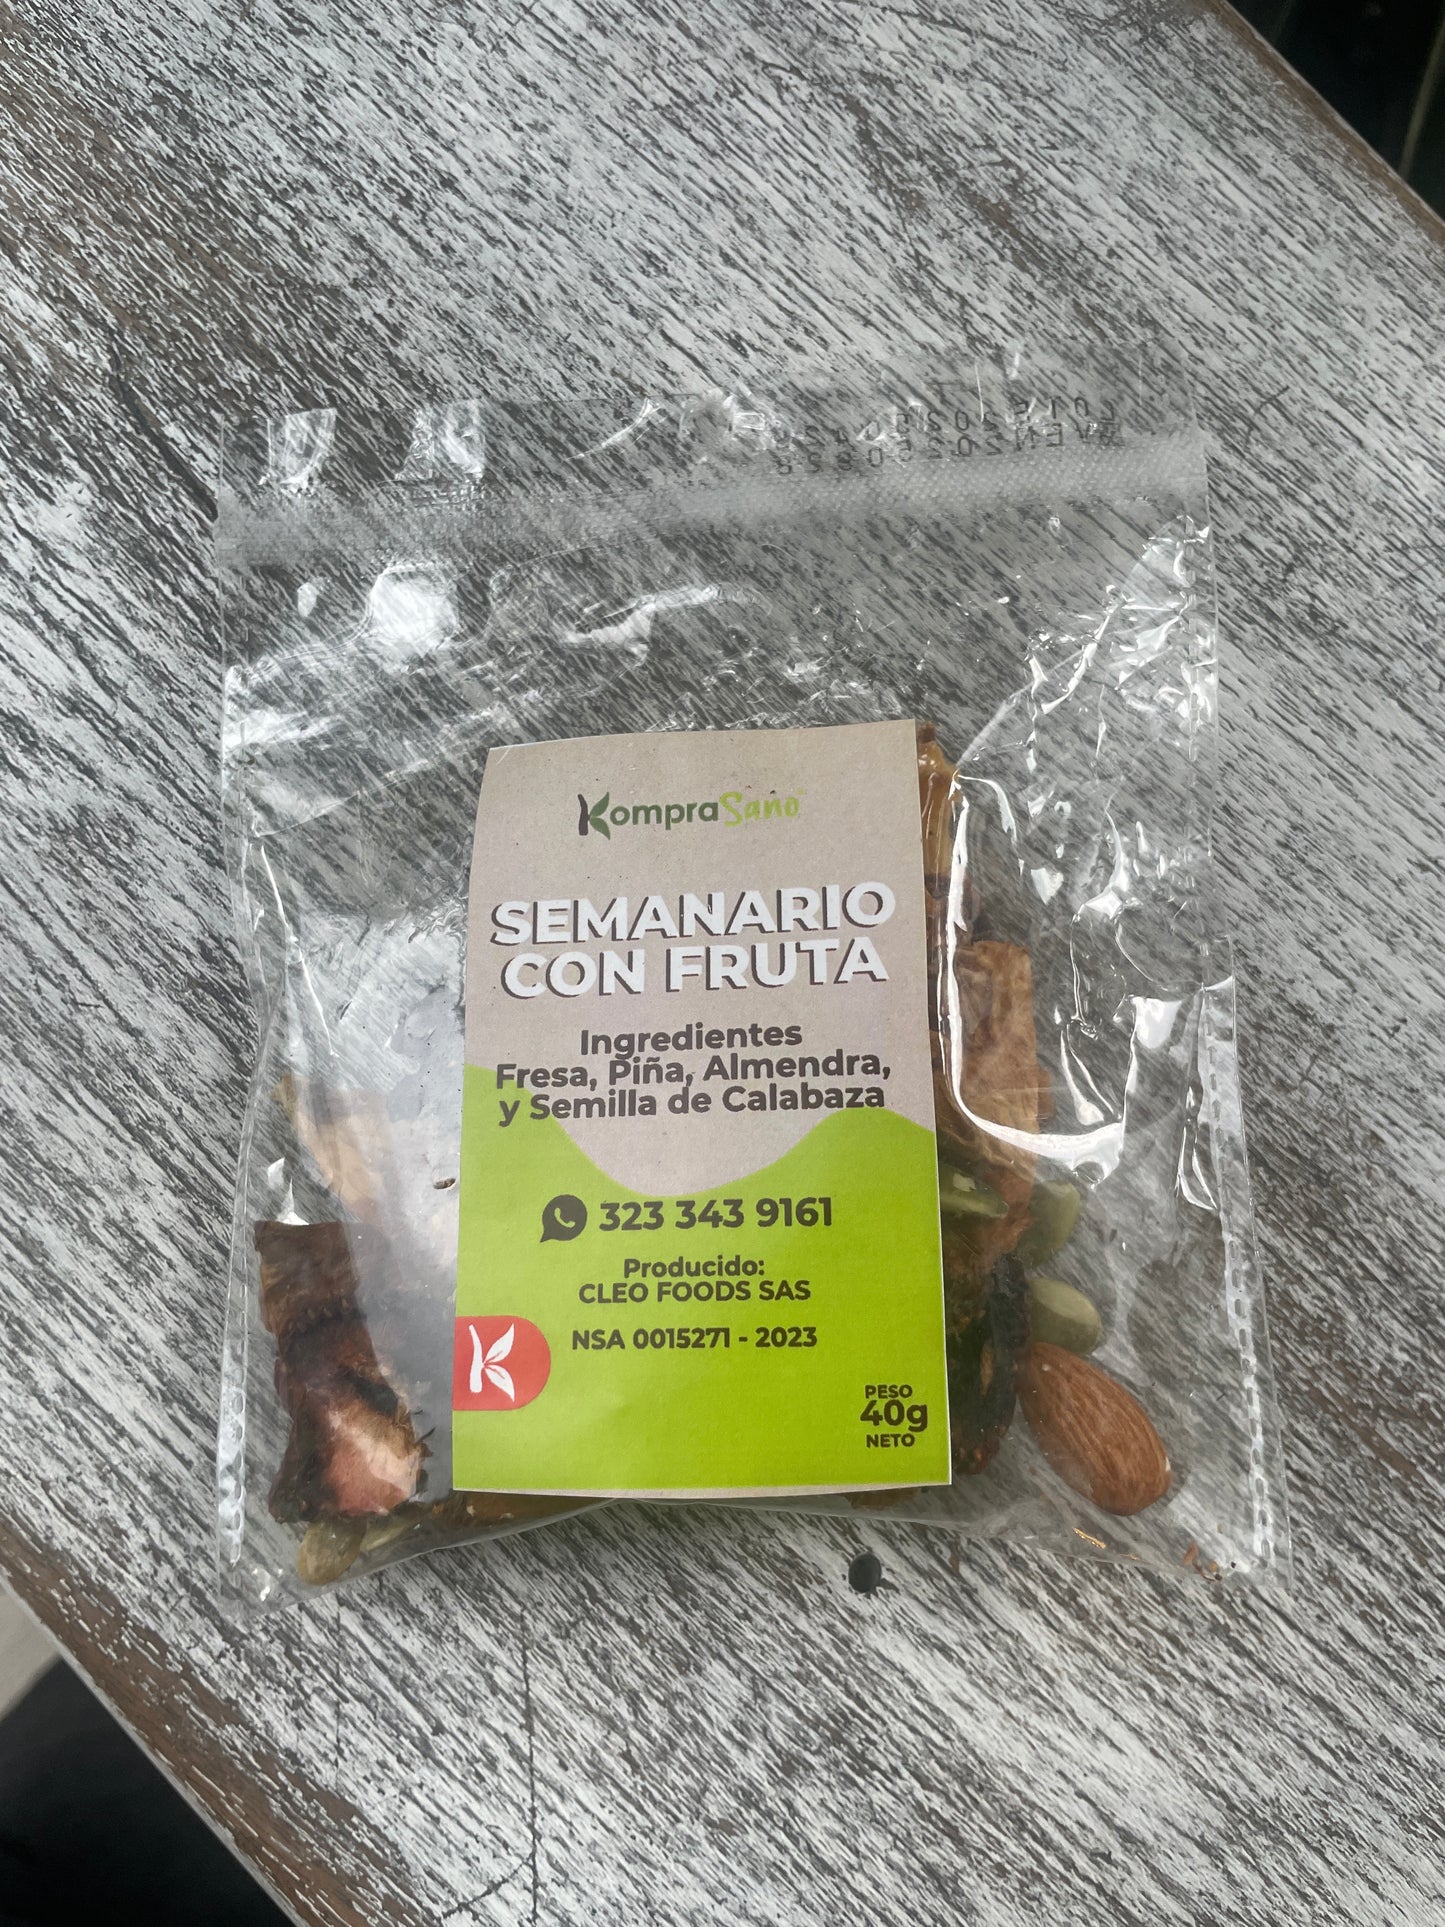 KompraSano
SEMANARIO
CON FRUTA
Ingredientes
Fresa, Piña, Almendra,
y Semilla de Calabaza
323 343 9161
Producido:
CLEO FOODS SAS
NSA 0015271 - 2023
PESO
40g
NETO